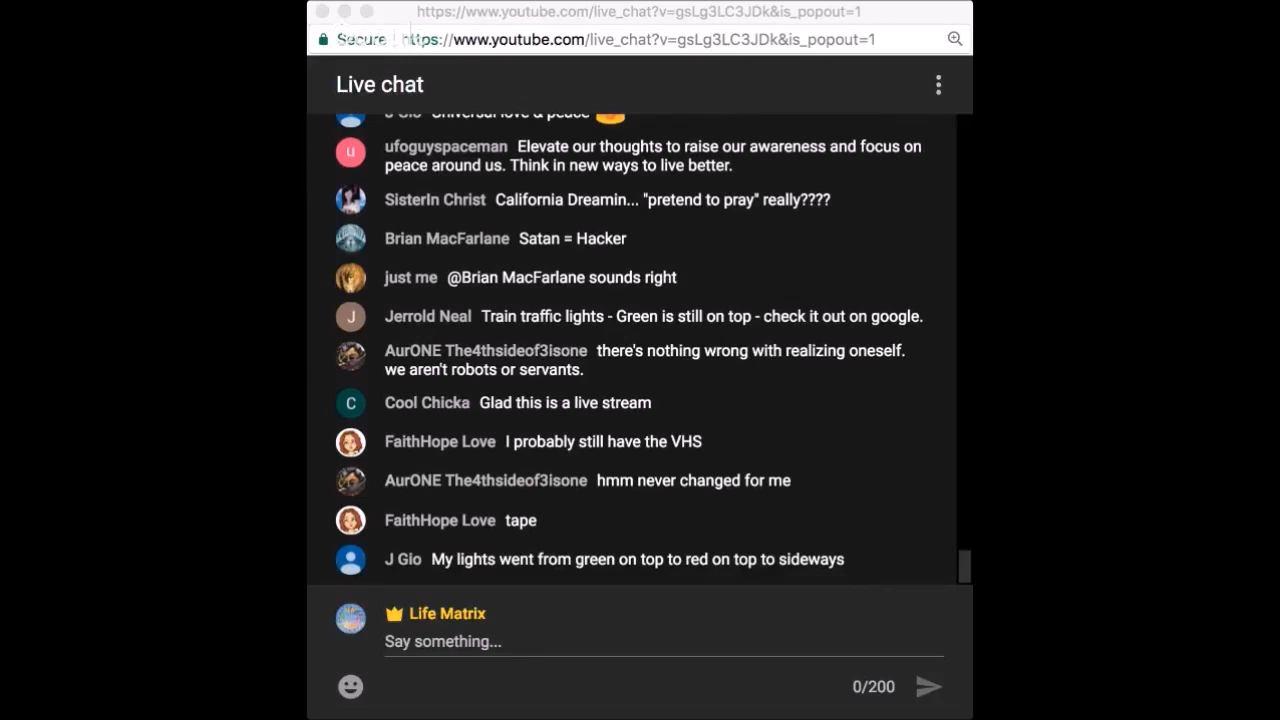 https://www.youtube.com/live_chat?v=gsLg3LC3JDk&is_popout=1
Secure https://www.youtube.com/live_chat?v=gsLg3LC3JDk&is_popout=1
Live chat
J Glo Universal love & peace
u ufoguyspaceman Elevate our thoughts to raise our awareness and focus on
peace around us. Think in new ways to live better.
SisterIn Christ California Dreamin... "pretend to pray" really????
Brian MacFarlane Satan = Hacker
just me @Brian MacFarlane sounds right
J Jerrold Neal Train traffic lights - Green is still on top - check it out on google.
AurONE The4thsideof3isone there's nothing wrong with realizing oneself.
we aren't robots or servants.
C Cool Chicka Glad this is a live stream
FaithHope Love I probably still have the VHS
AurONE The4thsideof3isone hmm never changed for me
FaithHope Love tape
J Glo My lights went from green on top to red on top to sideways
Life Matrix
Say something...
0/200